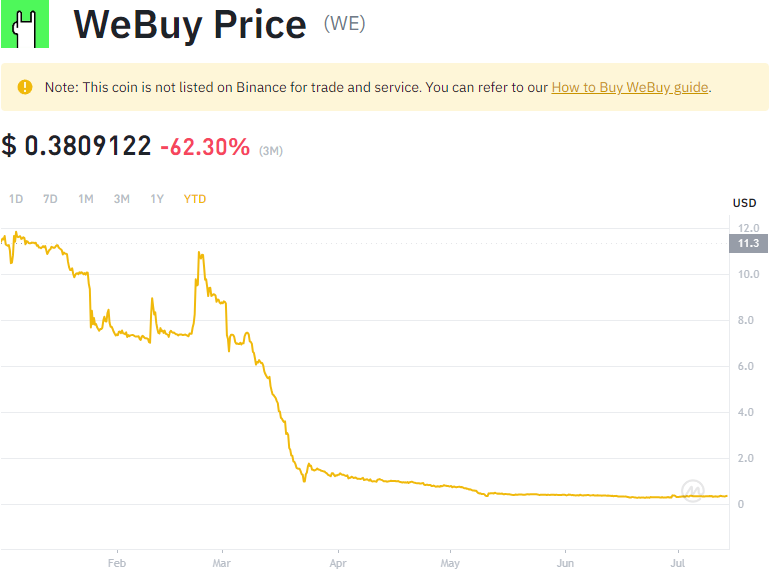 WeBuy Price (WE)
Note: This coin is not listed on Binance for trade and service. You can refer to our How to Buy WeBuy guide.
$ 0.3809122 -62.30% (3M)
1D 7D 1M 3M 1Y YTD
USD
12.0
11.3
10.0
8.0
6.0
4.0
2.0
0
Feb Mar Apr May Jun Jul